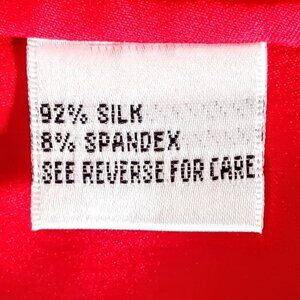 92% SILK
8% SPANDEX
SEE REVERSE FOR CARE